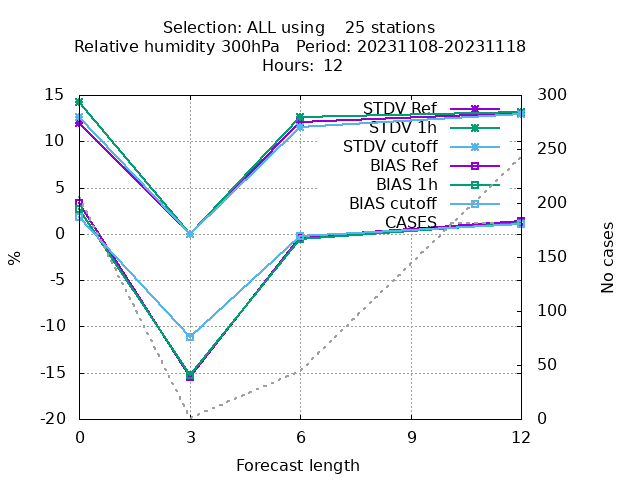 Selection: ALL using    25 stations
Relative humidity 300hPa   Period: 20231108-20231118
Hours: 12
STDV Ref
STDV 1h
STDV cutoff
BIAS Ref
BIAS 1h
BIAS cutoff
CASES
15
10
5
0
-5
-10
-15
-20
%
300
250
200
150
100
50
0
No cases
0 3 6 9 12
Forecast length